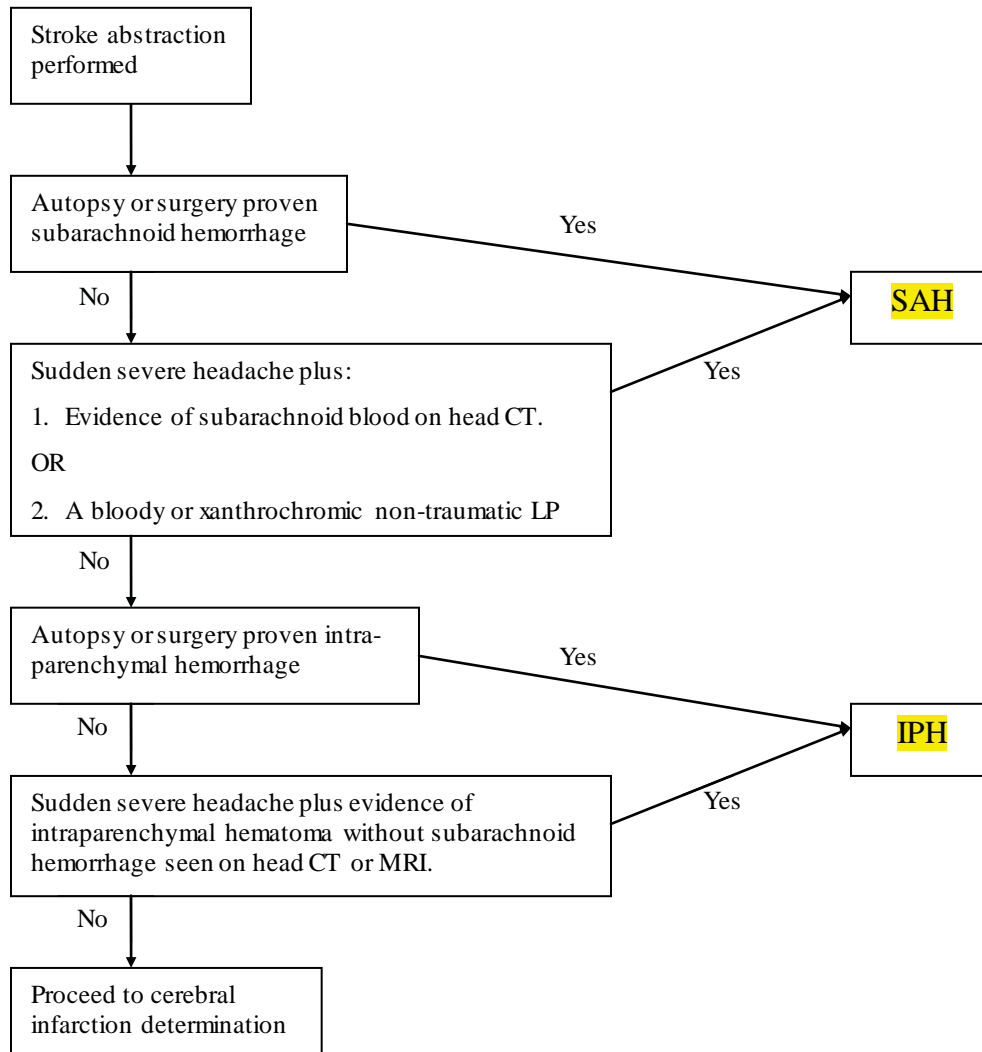 Stroke abstraction
performed
Autopsy or surgery proven
subarachnoid hemorrhage
Yes
No
SAH
Sudden severe headache plus:
1. Evidence of subarachnoid blood on head CT.
OR
2. A bloody or xanthrochromic non-traumatic LP
Yes
No
Autopsy or surgery proven intra-
parenchymal hemorrhage
Yes
No
IPH
Sudden severe headache plus evidence of
intraparenchymal hematoma without subarachnoid
hemorrhage seen on head CT or MRI.
Yes
No
Proceed to cerebral
infarction determination